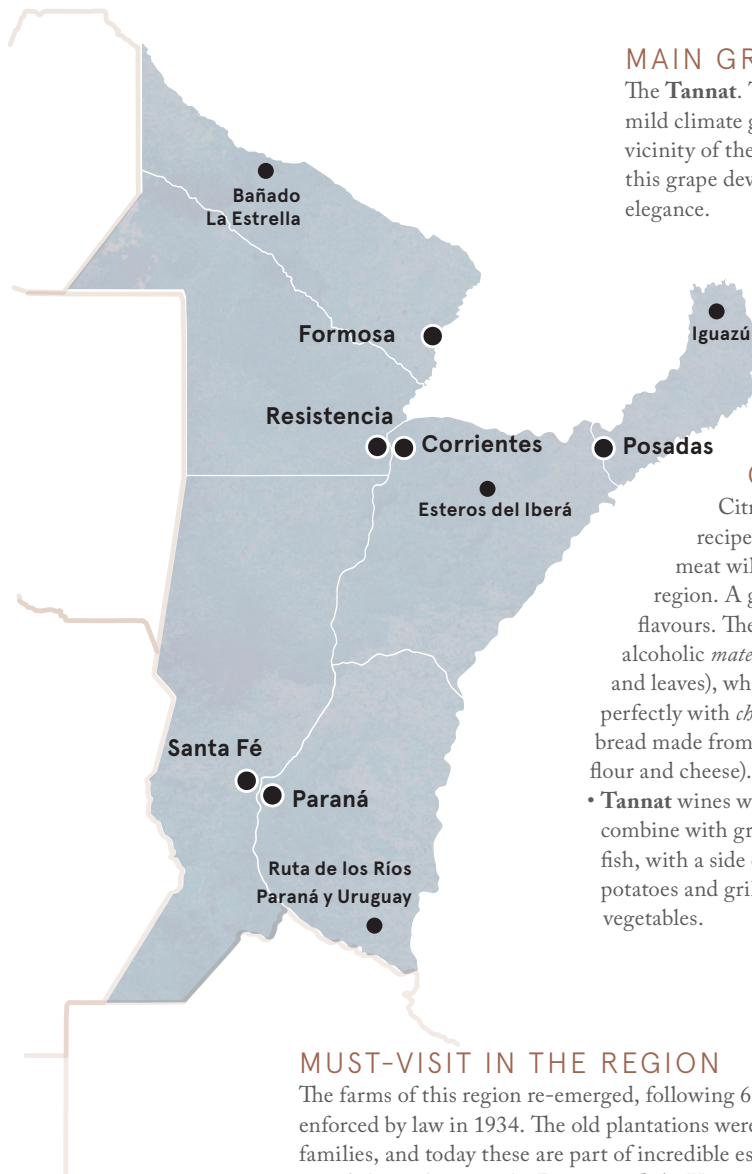 MAIN GR
The Tannat. T
mild climate g
vicinity of the
this grape dev
elegance.
Bañado
La Estrella
Formosa
Iguazú
Resistencia
Corrientes
Posadas
Esteros del Iberá
Citr
recipe
meat wil
region. A g
flavours. The
alcoholic mate
and leaves), wh
perfectly with ch
bread made from
flour and cheese).
• Tannat wines w
combine with gr
fish, with a side
potatoes and gri
vegetables.
Santa Fé
Paraná
Ruta de los Ríos
Paraná y Uruguay
MUST-VISIT IN THE REGION
The farms of this region re-emerged, following 6
enforced by law in 1934. The old plantations were
families, and today these are part of incredible es